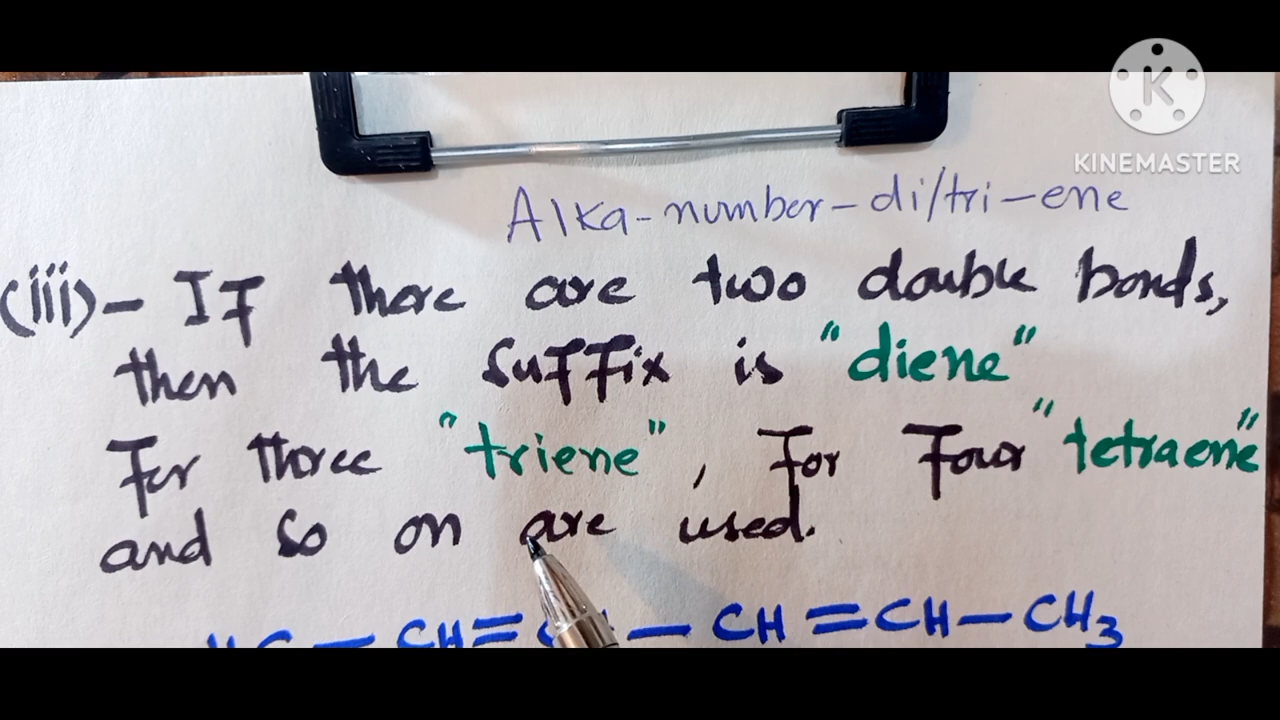 K
KINEMASTER
Alka-number-di/tri-ene
(iii)- If there are two double bonds,
then the suffix is "diene"
For three "triene", For Four "tetraene"
and so on are used.
CH= – CH=CH–CH3